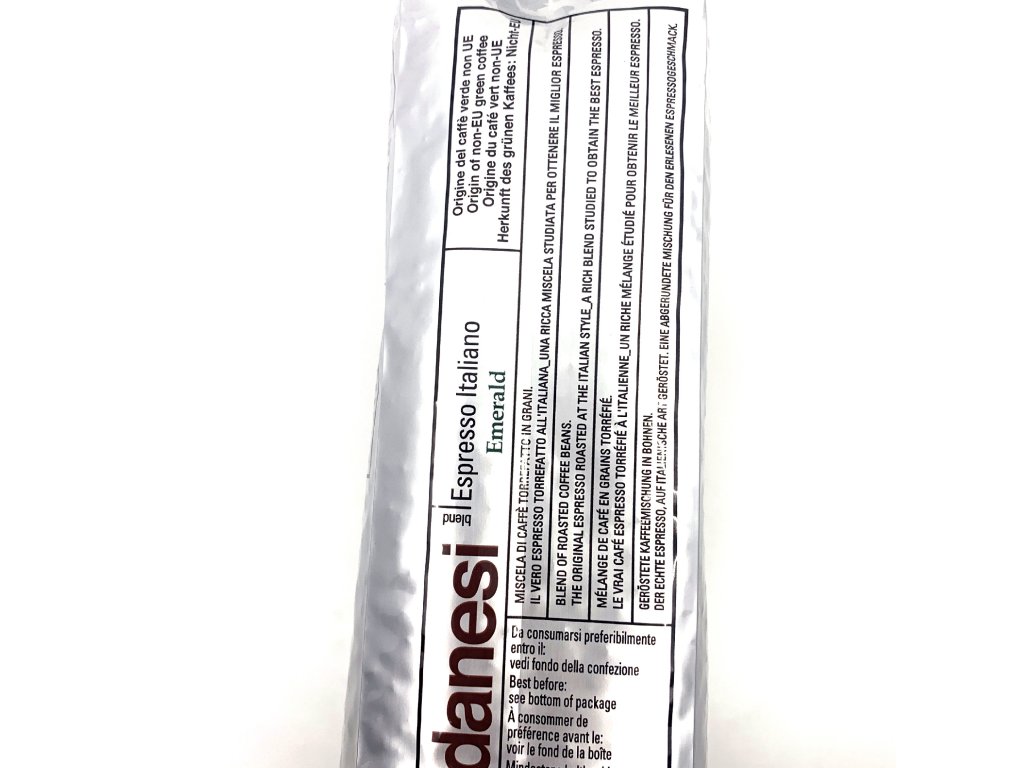 danesi
blend
Espresso Italiano
Emerald
Origine del caffè verde non UE
Origin of non-EU green coffee
Origine du café vert non-UE
Herkunft des grünen Kaffees: Nicht-EU
MISCELA DI CAFFÈ TORREFATTO IN GRANI.
IL VERO ESPRESSO TORREFATTO ALL'ITALIANA_UNA RICCA MISCELA STUDIATA PER OTTENERE IL MIGLIOR ESPRESSO.
BLEND OF ROASTED COFFEE BEANS.
THE ORIGINAL ESPRESSO ROASTED AT THE ITALIAN STYLE_A RICH BLEND STUDIED TO OBTAIN THE BEST ESPRESSO.
MÉLANGE DE CAFÉ EN GRAINS TORRÉFIÉ.
LE VRAI CAFÉ ESPRESSO TORRÉFIÉ À L'ITALIENNE_UN RICHE MÉLANGE ÉTUDIÉ POUR OBTENIR LE MEILLEUR ESPRESSO.
GERÖSTETE KAFFEEMISCHUNG IN BOHNEN.
DER ECHTE ESPRESSO, AUF ITALIENISCHE ART GERÖSTET. EINE ABGERUNDETE MISCHUNG FÜR DEN ERLESENEN ESPRESSOGESCHMACK.
Da consumarsi preferibilmente
entro il:
vedi fondo della confezione
Best before:
see bottom of package
À consommer de
préférence avant le:
voir le fond de la boîte